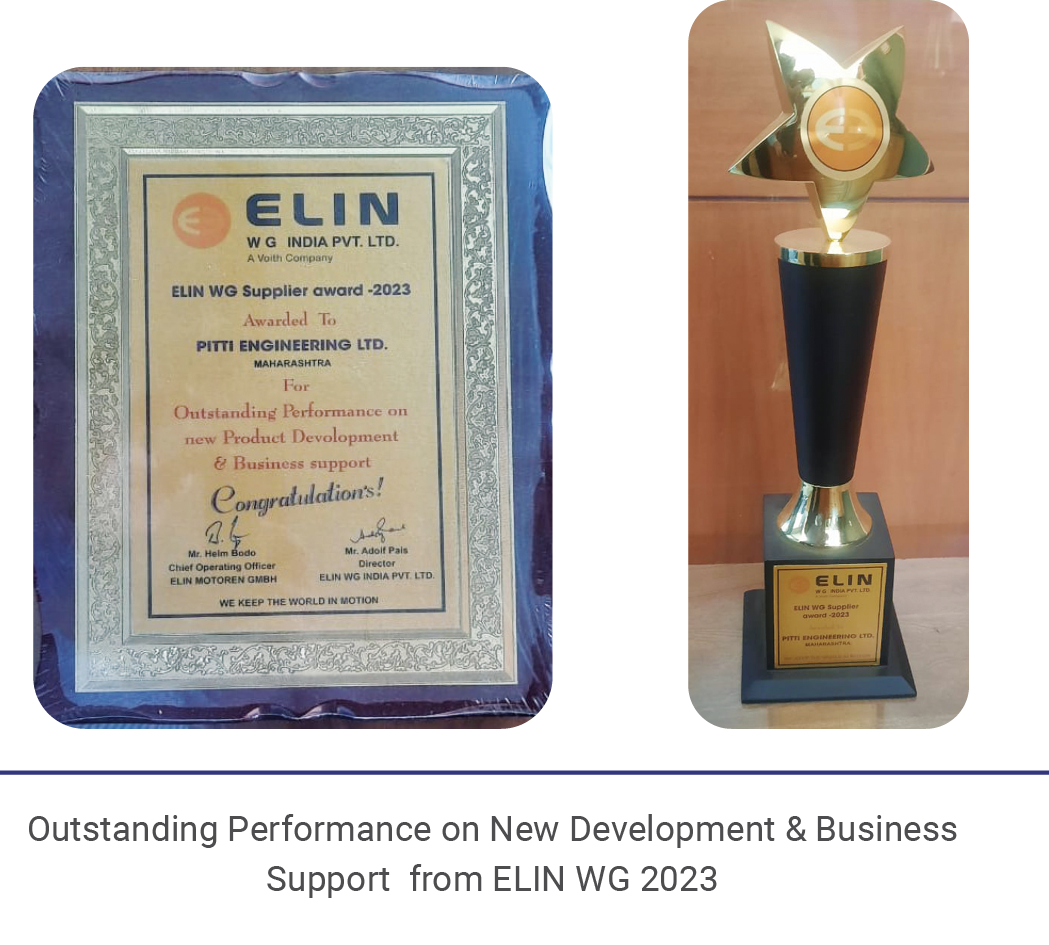 ELIN
W G INDIA PVT. LTD.
A Voith Company
ELIN WG Supplier award -2023
Awarded To
PITTI ENGINEERING LTD.
MAHARASHTRA
For
Outstanding Performance on
new Product Devolopment
& Business support
Congratulation's!
Mr. Helm Bodo
Chief Operating Officer
ELIN MOTOREN GMBH
Mr. Adolf Pais
Director
ELIN WG INDIA PVT. LTD.
WE KEEP THE WORLD IN MOTION
ELIN
W G INDIA PVT. LTD.
ELIN WG Supplier
award -2023
PITTI ENGINEERING LTD.
MAHARASHTRA
Outstanding Performance on New Development & Business
Support from ELIN WG 2023